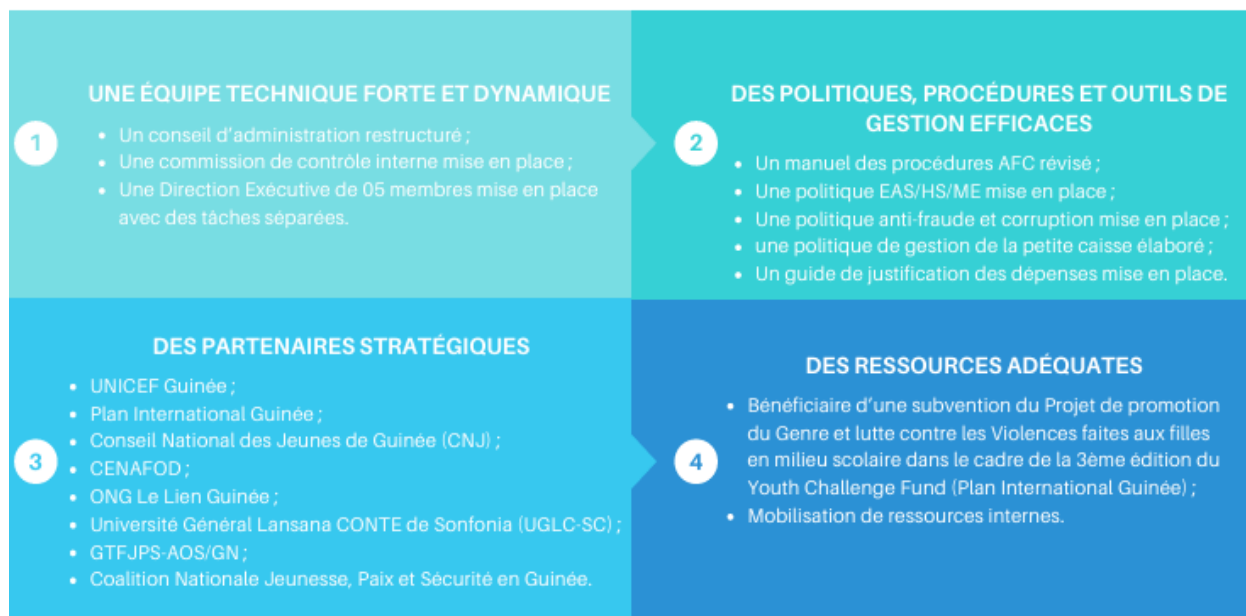 1
UNE ÉQUIPE TECHNIQUE FORTE ET DYNAMIQUE
• Un conseil d'administration restructuré ;
• Une commission de contrôle interne mise en place ;
• Une Direction Exécutive de 05 membres mise en place
avec des tâches séparées.
2
DES POLITIQUES, PROCÉDURES ET OUTILS DE
GESTION EFFICACES
• Un manuel des procédures AFC révisé ;
• Une politique EAS/HS/ME mise en place ;
• Une politique anti-fraude et corruption mise en place ;
• une politique de gestion de la petite caisse élaboré ;
• Un guide de justification des dépenses mise en place.
3
DES PARTENAIRES STRATÉGIQUES
• UNICEF Guinée ;
• Plan International Guinée ;
• Conseil National des Jeunes de Guinée (CNJ) ;
• CENAFOD ;
• ONG Le Lien Guinée ;
• Université Général Lansana CONTE de Sonfonia (UGLC-SC) ;
• GTFJPS-AOS/GN ;
• Coalition Nationale Jeunesse, Paix et Sécurité en Guinée.
4
DES RESSOURCES ADÉQUATES
• Bénéficiaire d'une subvention du Projet de promotion
du Genre et lutte contre les Violences faites aux filles
en milieu scolaire dans le cadre de la 3ème édition du
Youth Challenge Fund (Plan International Guinée) ;
• Mobilisation de ressources internes.